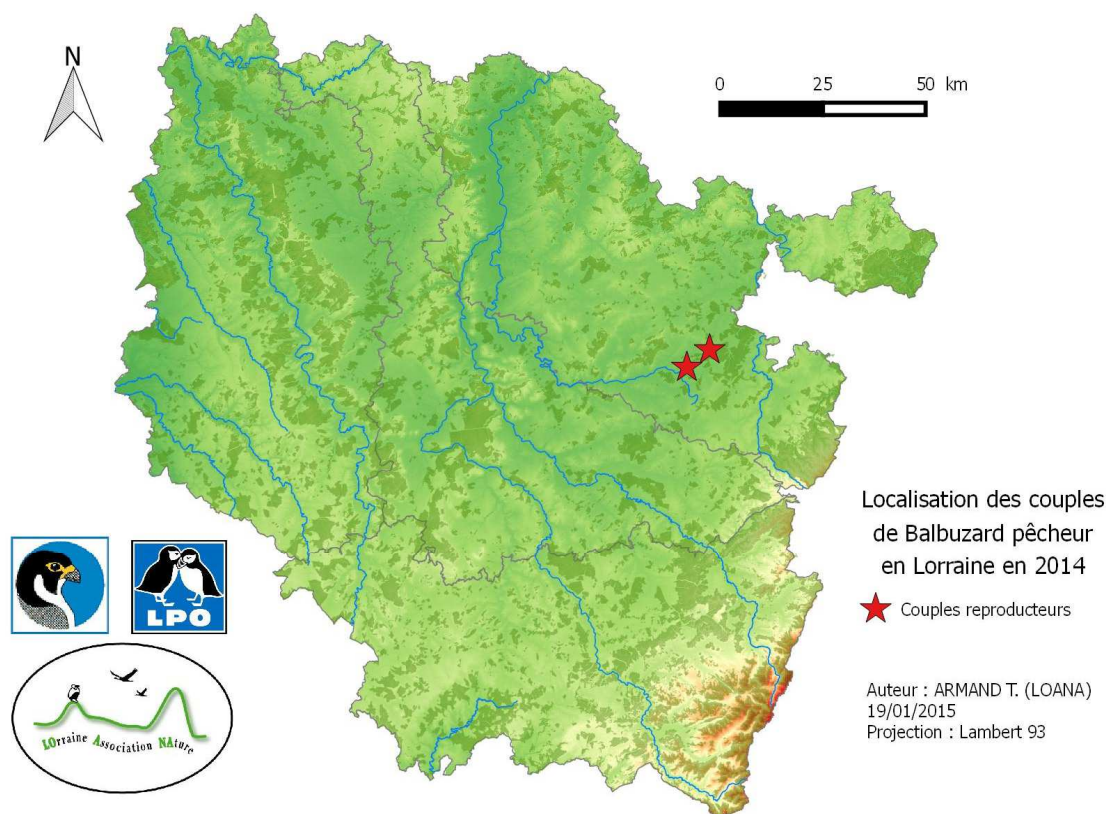 N
0 25 50 km
Localisation des couples
de Balbuzard pêcheur
en Lorraine en 2014
Couples reproducteurs
Auteur : ARMAND T. (LOANA)
19/01/2015
Projection : Lambert 93
LPO
LOrraine Association NAture